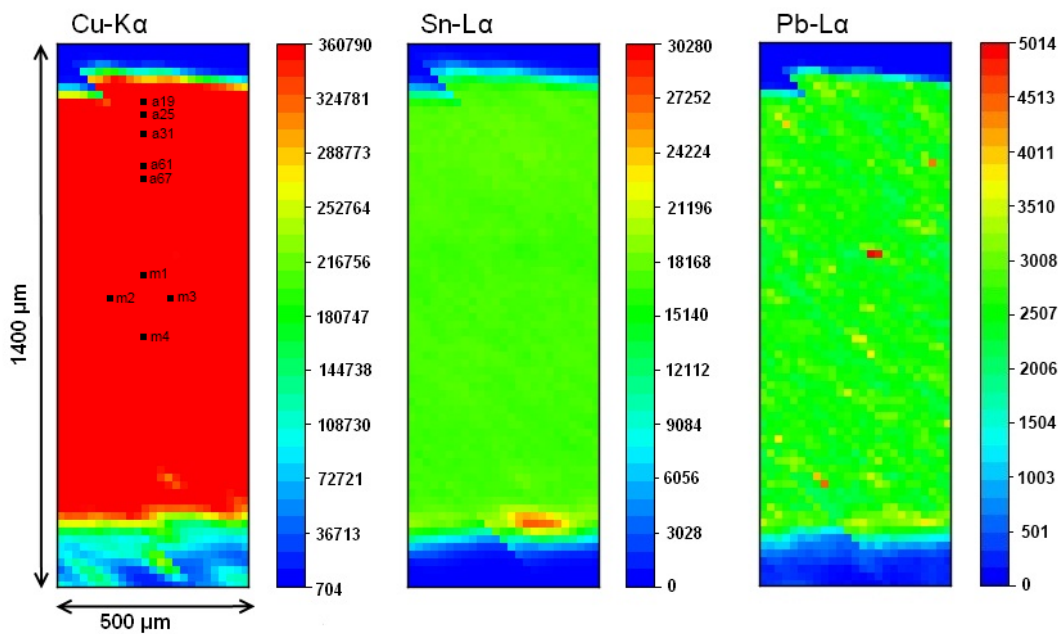 Cu-Kα
Sn-Lα
Pb-Lα
1400 µm
500 µm
a19
a25
a31
a61
a67
m1
m2
m3
m4
360790
324781
288773
252764
216756
180747
144738
108730
72721
36713
704
30280
27252
24224
21196
18168
15140
12112
9084
6056
3028
0
5014
4513
4011
3510
3008
2507
2006
1504
1003
501
0